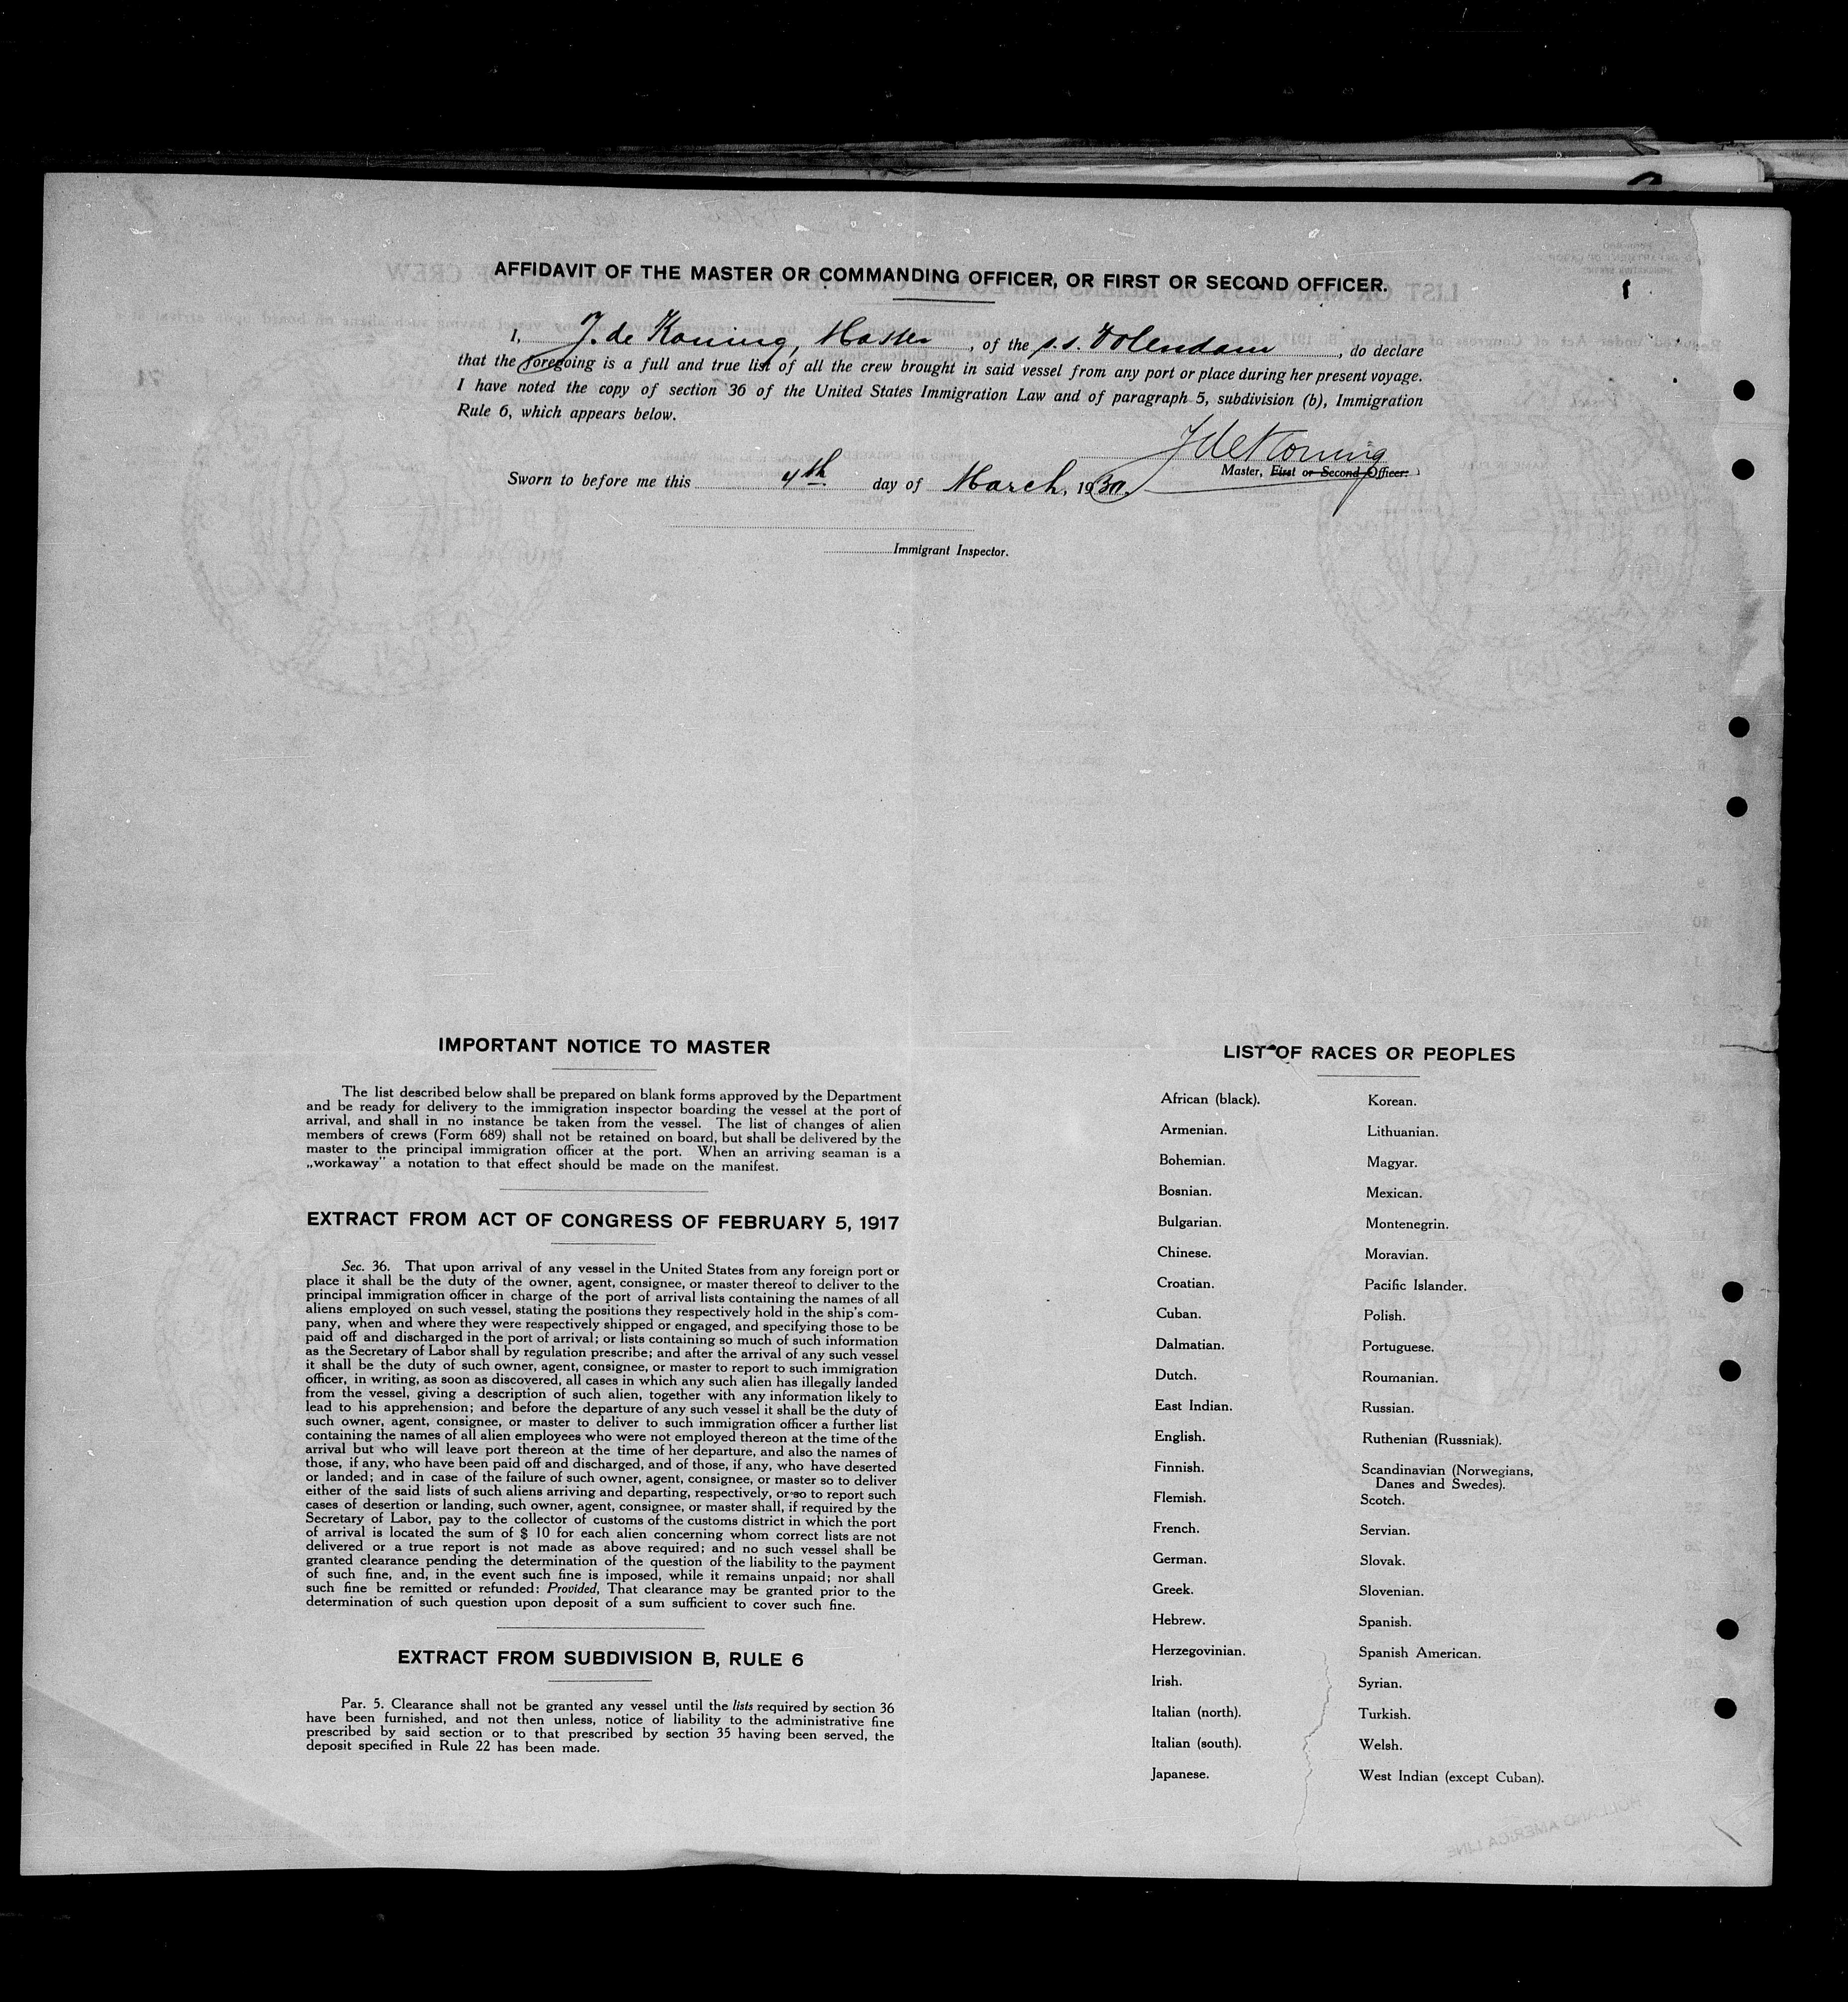 AFFIDAVIT OF THE MASTER OR COMMANDING OFFICER, OR FIRST OR SECOND OFFICER.
I, J. de Koning, Master, of the s.s. Volendam, do declare
that the foregoing is a full and true list of all the crew brought in said vessel from any port or place during her present voyage.
I have noted the copy of section 36 of the United States Immigration Law and of paragraph 5, subdivision (b), Immigration
Rule 6, which appears below.
J de Koning
Master, First or Second Officer.
Sworn to before me this 4th day of March, 1930.
Immigrant Inspector.
IMPORTANT NOTICE TO MASTER
The list described below shall be prepared on blank forms approved by the Department
and be ready for delivery to the immigration inspector boarding the vessel at the port of
arrival, and shall in no instance be taken from the vessel. The list of changes of alien
members of crews (Form 689) shall not be retained on board, but shall be delivered by the
master to the principal immigration officer at the port. When an arriving seaman is a
„workaway" a notation to that effect should be made on the manifest.
EXTRACT FROM ACT OF CONGRESS OF FEBRUARY 5, 1917
Sec. 36. That upon arrival of any vessel in the United States from any foreign port or
place it shall be the duty of the owner, agent, consignee, or master thereof to deliver to the
principal immigration officer in charge of the port of arrival lists containing the names of all
aliens employed on such vessel, stating the positions they respectively hold in the ship's com-
pany, when and where they were respectively shipped or engaged, and specifying those to be
paid off and discharged in the port of arrival; or lists containing so much of such information
as the Secretary of Labor shall by regulation prescribe; and after the arrival of any such vessel
it shall be the duty of such owner, agent, consignee, or master to report to such immigration
officer, in writing, as soon as discovered, all cases in which any such alien has illegally landed
from the vessel, giving a description of such alien, together with any information likely to
lead to his apprehension; and before the departure of any such vessel it shall be the duty of
such owner, agent, consignee, or master to deliver to such immigration officer a further list
containing the names of all alien employees who were not employed thereon at the time of the
arrival but who will leave port thereon at the time of her departure, and also the names of
those, if any, who have been paid off and discharged, and of those, if any, who have deserted
or landed; and in case of the failure of such owner, agent, consignee, or master so to deliver
either of the said lists of such aliens arriving and departing, respectively, or so to report such
cases of desertion or landing, such owner, agent, consignee, or master shall, if required by the
Secretary of Labor, pay to the collector of customs of the customs district in which the port
of arrival is located the sum of $ 10 for each alien concerning whom correct lists are not
delivered or a true report is not made as above required; and no such vessel shall be
granted clearance pending the determination of the question of the liability to the payment
of such fine, and, in the event such fine is imposed, while it remains unpaid; nor shall
such fine be remitted or refunded: Provided, That clearance may be granted prior to the
determination of such question upon deposit of a sum sufficient to cover such fine.
EXTRACT FROM SUBDIVISION B, RULE 6
Par. 5. Clearance shall not be granted any vessel until the lists required by section 36
have been furnished, and not then unless, notice of liability to the administrative fine
prescribed by said section or to that prescribed by section 35 having been served, the
deposit specified in Rule 22 has been made.
LIST OF RACES OR PEOPLES
African (black).
Armenian.
Bohemian.
Bosnian.
Bulgarian.
Chinese.
Croatian.
Cuban.
Dalmatian.
Dutch.
East Indian.
English.
Finnish.
Flemish.
French.
German.
Greek.
Hebrew.
Herzegovinian.
Irish.
Italian (north).
Italian (south).
Japanese.
Korean.
Lithuanian.
Magyar.
Mexican.
Montenegrin.
Moravian.
Pacific Islander.
Polish.
Portuguese.
Roumanian.
Russian.
Ruthenian (Russniak).
Scandinavian (Norwegians,
Danes and Swedes).
Scotch.
Servian.
Slovak.
Slovenian.
Spanish.
Spanish American.
Syrian.
Turkish.
Welsh.
West Indian (except Cuban).
HOLLAND AMERICA LINE